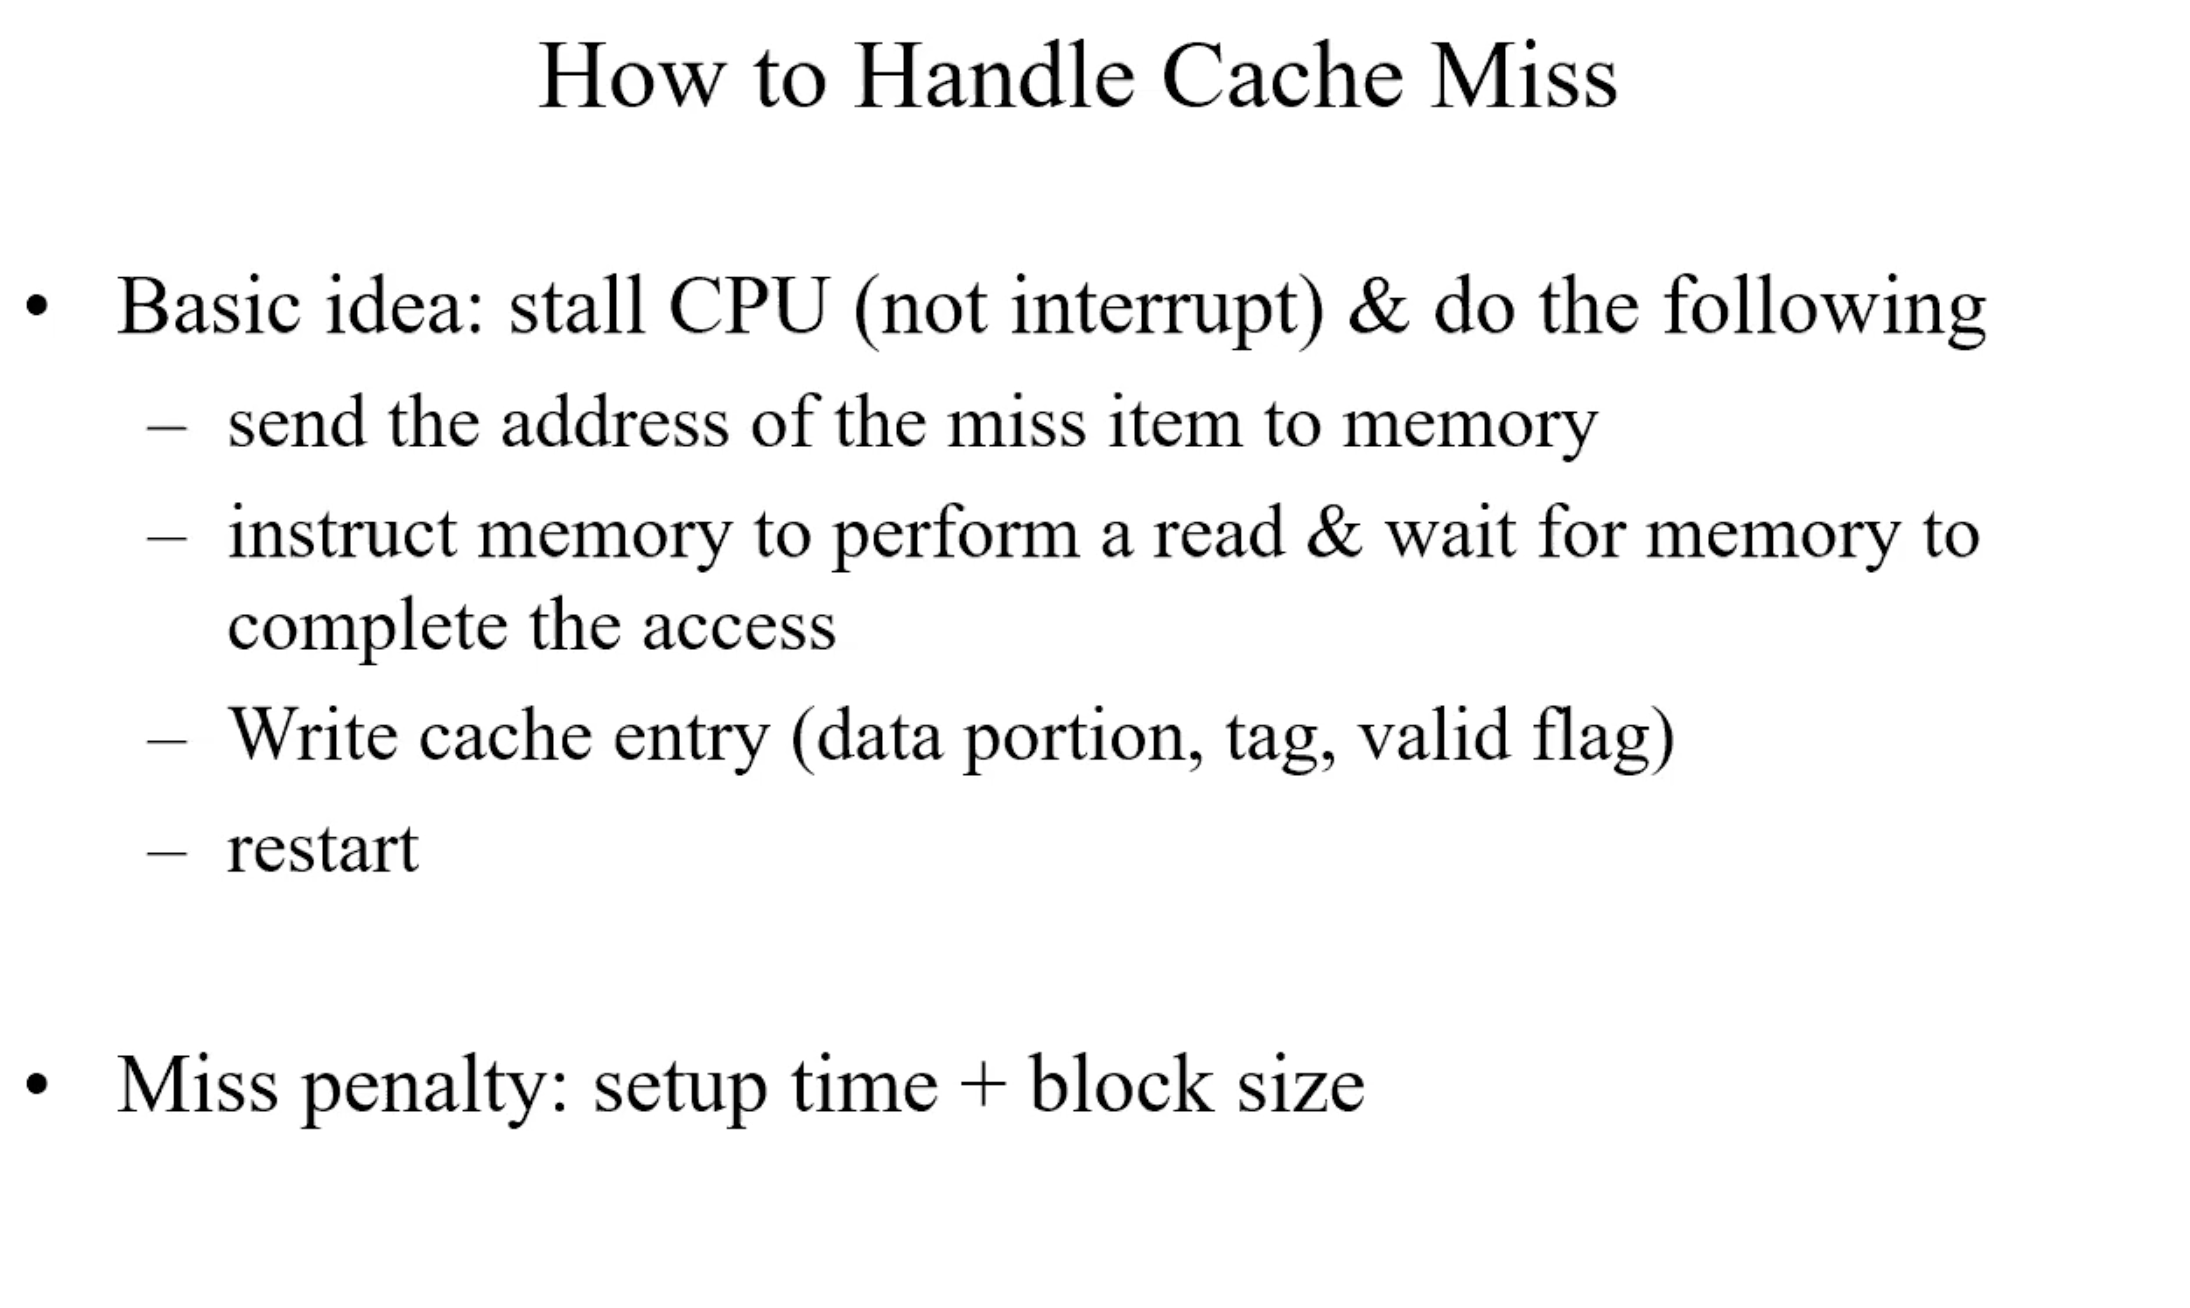 How to Handle Cache Miss
• Basic idea: stall CPU (not interrupt) & do the following
– send the address of the miss item to memory
– instruct memory to perform a read & wait for memory to
complete the access
– Write cache entry (data portion, tag, valid flag)
– restart
• Miss penalty: setup time + block size